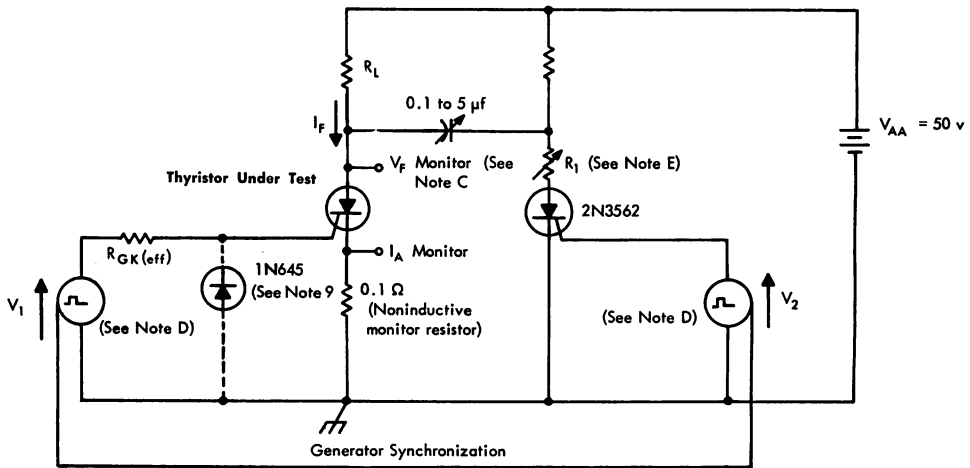 R_L
0.1 to 5 μf
I_F
V_AA = 50 v
V_F Monitor (See
Note C
R_1 (See Note E)
Thyristor Under Test
2N3562
R_GK(eff)
I_A Monitor
1N645
(See Note 9
0.1 Ω
(Noninductive
monitor resistor)
V_1
(See Note D)
(See Note D)
V_2
Generator Synchronization